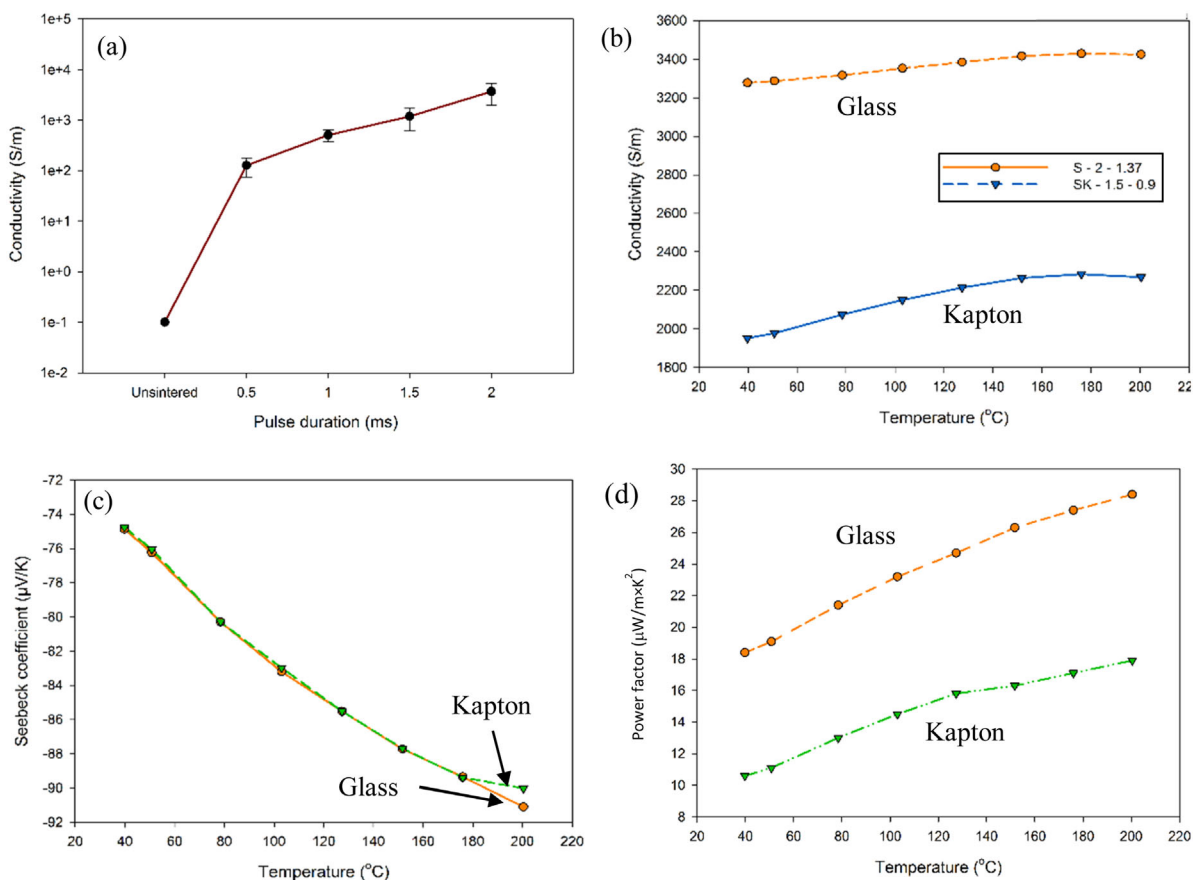 (a)
1e+5
1e+4
1e+3
1e+2
1e+1
1e+0
1e-1
1e-2
Conductivity (S/m)
Unsintered 0.5 1 1.5 2
Pulse duration (ms)
(b)
3600
3400
3200
3000
2800
2600
2400
2200
2000
1800
Conductivity (S/m)
Glass
S - 2 - 1.37
SK - 1.5 - 0.9
Kapton
20 40 60 80 100 120 140 160 180 200 220
Temperature (°C)
(c)
-72
-74
-76
-78
-80
-82
-84
-86
-88
-90
-92
Seebeck coefficient (µV/K)
Kapton
Glass
20 40 60 80 100 120 140 160 180 200 220
Temperature (°C)
(d)
30
28
26
24
22
20
18
16
14
12
10
8
Power factor (µW/m×K²)
Glass
Kapton
20 40 60 80 100 120 140 160 180 200 220
Temperature (°C)